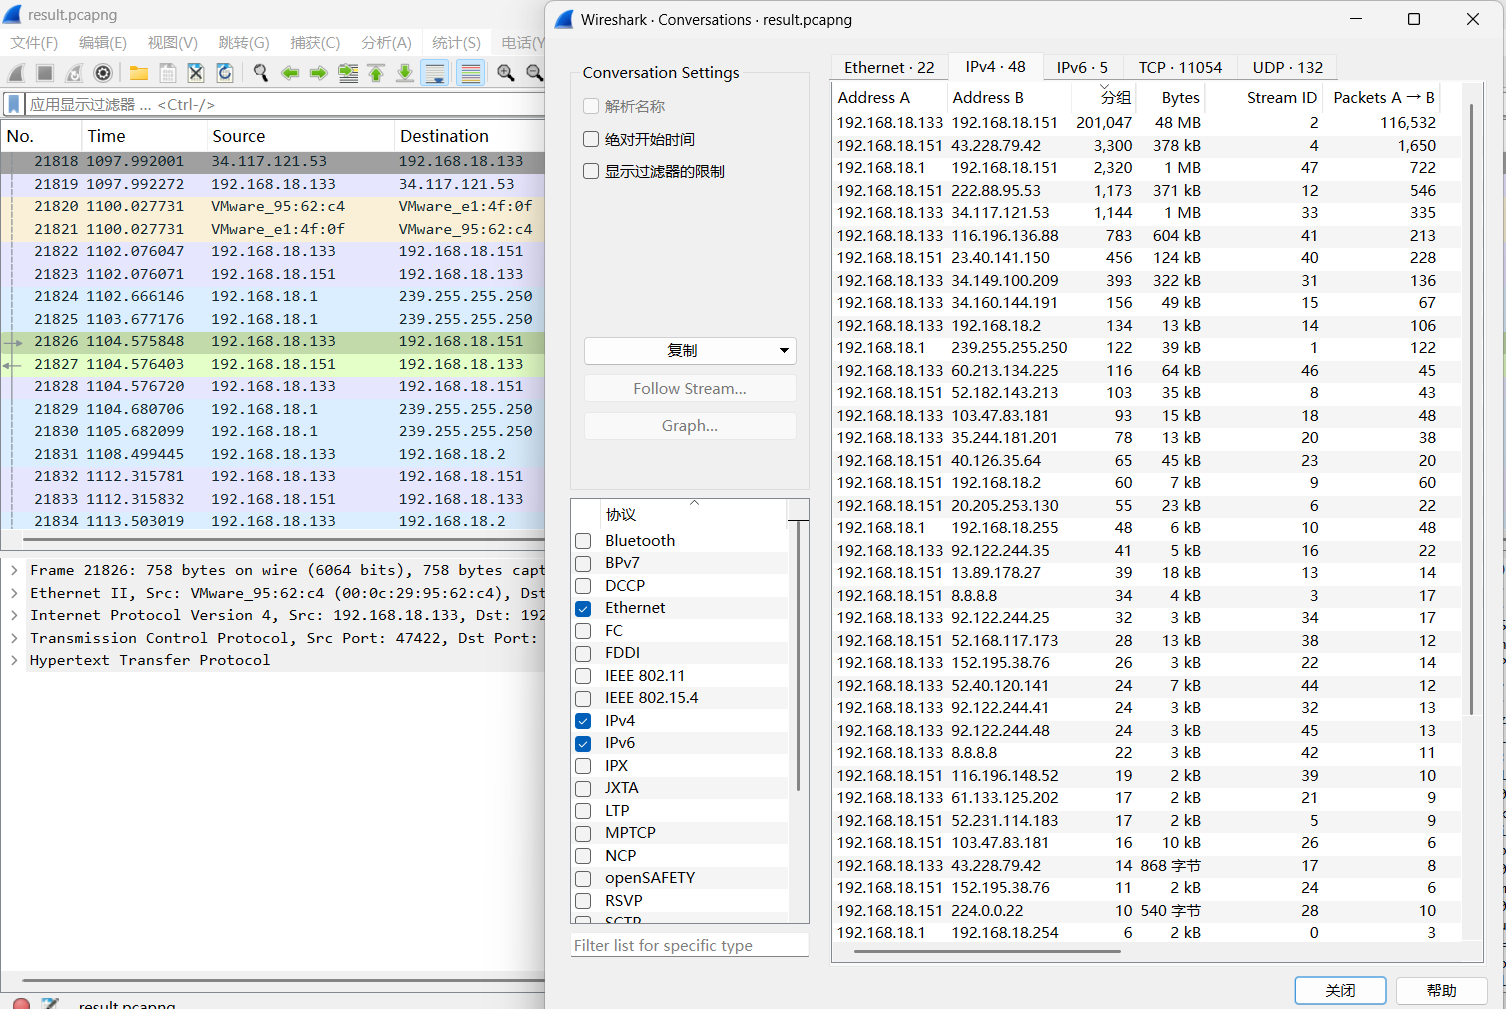 result.pcapng
文件(F) 编辑(E) 视图(V) 跳转(G) 捕获(C) 分析(A) 统计(S) 电话(Y
应用显示过滤器 … <Ctrl-/>
No. Time Source Destination
21818 1097.992001 34.117.121.53 192.168.18.133
21819 1097.992272 192.168.18.133 34.117.121.53
21820 1100.027731 VMware_95:62:c4 VMware_e1:4f:0f
21821 1100.027731 VMware_e1:4f:0f VMware_95:62:c4
21822 1102.076047 192.168.18.133 192.168.18.151
21823 1102.076071 192.168.18.151 192.168.18.133
21824 1102.666146 192.168.18.1 239.255.255.250
21825 1103.677176 192.168.18.1 239.255.255.250
21826 1104.575848 192.168.18.133 192.168.18.151
21827 1104.576403 192.168.18.151 192.168.18.133
21828 1104.576720 192.168.18.133 192.168.18.151
21829 1104.680706 192.168.18.1 239.255.255.250
21830 1105.682099 192.168.18.1 239.255.255.250
21831 1108.499445 192.168.18.133 192.168.18.2
21832 1112.315781 192.168.18.133 192.168.18.151
21833 1112.315832 192.168.18.151 192.168.18.133
21834 1113.503019 192.168.18.133 192.168.18.2
Frame 21826: 758 bytes on wire (6064 bits), 758 bytes capt
Ethernet II, Src: VMware_95:62:c4 (00:0c:29:95:62:c4), Dst
Internet Protocol Version 4, Src: 192.168.18.133, Dst: 192
Transmission Control Protocol, Src Port: 47422, Dst Port:
Hypertext Transfer Protocol
result.pcapng
Wireshark · Conversations · result.pcapng
Conversation Settings
解析名称
绝对开始时间
显示过滤器的限制
复制
Follow Stream...
Graph...
协议
Bluetooth
BPv7
DCCP
Ethernet
FC
FDDI
IEEE 802.11
IEEE 802.15.4
IPv4
IPv6
IPX
JXTA
LTP
MPTCP
NCP
openSAFETY
RSVP
SCTP
Filter list for specific type
Ethernet · 22 IPv4 · 48 IPv6 · 5 TCP · 11054 UDP · 132
Address A Address B 分组 Bytes Stream ID Packets A → B
192.168.18.133 192.168.18.151 201,047 48 MB 2 116,532
192.168.18.151 43.228.79.42 3,300 378 kB 4 1,650
192.168.18.1 192.168.18.151 2,320 1 MB 47 722
192.168.18.151 222.88.95.53 1,173 371 kB 12 546
192.168.18.133 34.117.121.53 1,144 1 MB 33 335
192.168.18.133 116.196.136.88 783 604 kB 41 213
192.168.18.151 23.40.141.150 456 124 kB 40 228
192.168.18.133 34.149.100.209 393 322 kB 31 136
192.168.18.133 34.160.144.191 156 49 kB 15 67
192.168.18.133 192.168.18.2 134 13 kB 14 106
192.168.18.1 239.255.255.250 122 39 kB 1 122
192.168.18.133 60.213.134.225 116 64 kB 46 45
192.168.18.151 52.182.143.213 103 35 kB 8 43
192.168.18.133 103.47.83.181 93 15 kB 18 48
192.168.18.133 35.244.181.201 78 13 kB 20 38
192.168.18.151 40.126.35.64 65 45 kB 23 20
192.168.18.151 192.168.18.2 60 7 kB 9 60
192.168.18.151 20.205.253.130 55 23 kB 6 22
192.168.18.1 192.168.18.255 48 6 kB 10 48
192.168.18.133 92.122.244.35 41 5 kB 16 22
192.168.18.151 13.89.178.27 39 18 kB 13 14
192.168.18.151 8.8.8.8 34 4 kB 3 17
192.168.18.133 92.122.244.25 32 3 kB 34 17
192.168.18.151 52.168.117.173 28 13 kB 38 12
192.168.18.133 152.195.38.76 26 3 kB 22 14
192.168.18.133 52.40.120.141 24 7 kB 44 12
192.168.18.133 92.122.244.41 24 3 kB 32 13
192.168.18.133 92.122.244.48 24 3 kB 45 13
192.168.18.133 8.8.8.8 22 3 kB 42 11
192.168.18.151 116.196.148.52 19 2 kB 39 10
192.168.18.133 61.133.125.202 17 2 kB 21 9
192.168.18.151 52.231.114.183 17 2 kB 5 9
192.168.18.151 103.47.83.181 16 10 kB 26 6
192.168.18.133 43.228.79.42 14 868 字节 17 8
192.168.18.151 152.195.38.76 11 2 kB 24 6
192.168.18.151 224.0.0.22 10 540 字节 28 10
192.168.18.1 192.168.18.254 6 2 kB 0 3
关闭 帮助